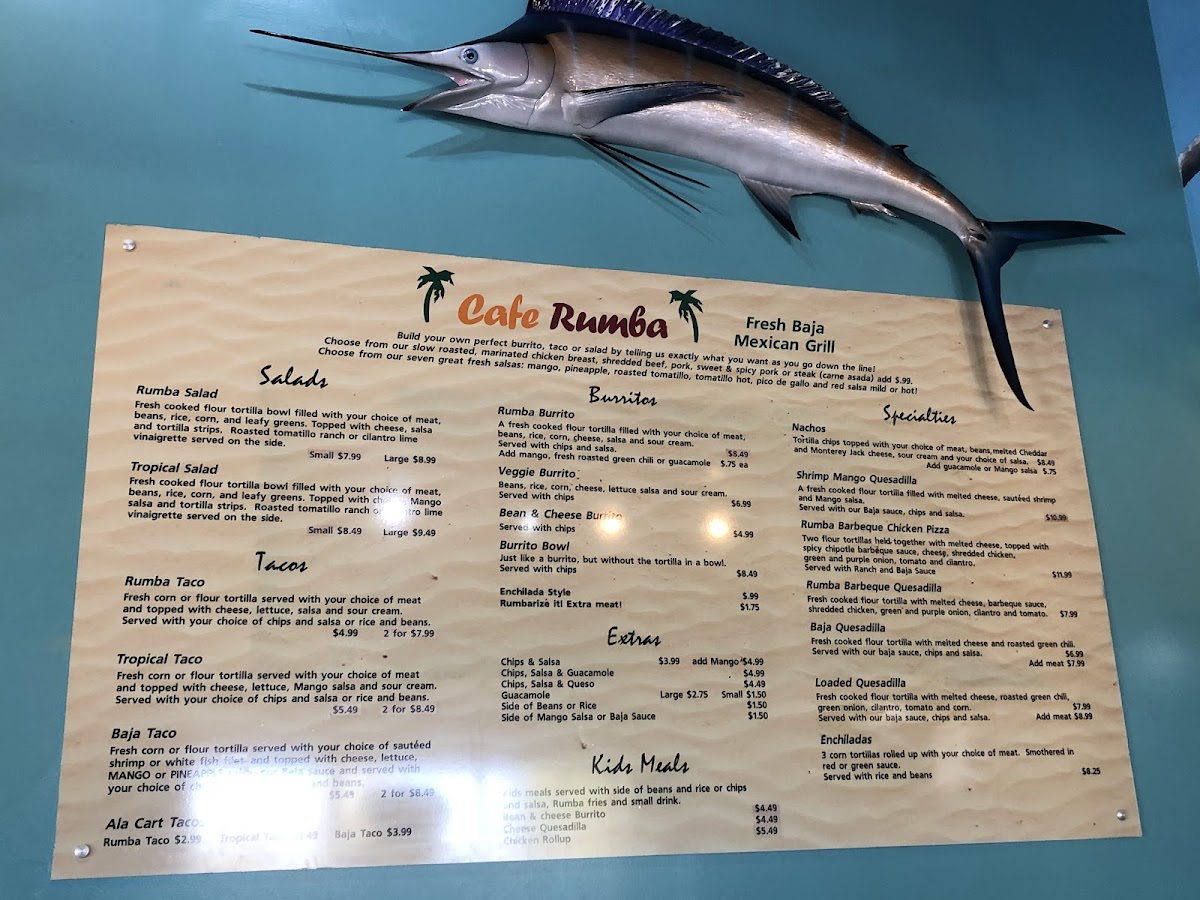 Cafe Rumba
Fresh Baja
Mexican Grill
Build your own perfect burrito, taco or salad by telling us exactly what you want as you go down the line!
Choose from our slow roasted, marinated chicken breast, shredded beef, pork, sweet & spicy pork or steak (carne asada) add $.99.
Choose from our seven great fresh salsas: mango, pineapple, roasted tomatillo, tomatillo hot, pico de gallo and red salsa mild or hot!
Salads
Rumba Salad
Fresh cooked flour tortilla bowl filled with your choice of meat,
beans, rice, corn, and leafy greens. Topped with cheese, salsa
and tortilla strips. Roasted tomatillo ranch or cilantro lime
vinaigrette served on the side.
Small $7.99 Large $8.99
Tropical Salad
Fresh cooked flour tortilla bowl filled with your choice of meat,
beans, rice, corn, and leafy greens. Topped with Mango
salsa and tortilla strips. Roasted tomatillo ranch or lime
vinaigrette served on the side.
Small $8.49 Large $9.49
Tacos
Rumba Taco
Fresh corn or flour tortilla served with your choice of meat
and topped with cheese, lettuce, salsa and sour cream.
Served with your choice of chips and salsa or rice and beans.
$4.99 2 for $7.99
Tropical Taco
Fresh corn or flour tortilla served with your choice of meat
and topped with cheese, lettuce, Mango salsa and sour cream.
Served with your choice of chips and salsa or rice and beans.
$5.49 2 for $8.49
Baja Taco
Fresh corn or flour tortilla served with your choice of sautéed
shrimp or white fish filet and topped with cheese, lettuce,
MANGO or PINEAPPLE sauce and served with
your choice of and beans.
$5.49 2 for $8.49
Ala Cart Tacos
Rumba Taco $2.99 Tropical Baja Taco $3.99
Burritos
Rumba Burrito
A fresh cooked flour tortilla filled with your choice of meat,
beans, rice, corn, cheese, salsa and sour cream.
Served with chips and salsa. $8.49
Add mango, fresh roasted green chili or guacamole $.75 ea
Veggie Burrito
Beans, rice, corn, cheese, lettuce salsa and sour cream.
Served with chips $6.99
Bean & Cheese Burrito
Served with chips $4.99
Burrito Bowl
Just like a burrito, but without the tortilla in a bowl.
Served with chips $8.49
Enchilada Style $.99
Rumbarize it! Extra meat! $1.75
Extras
Chips & Salsa $3.99 add Mango $4.99
Chips, Salsa & Guacamole $4.99
Chips, Salsa & Queso $4.49
Guacamole Large $2.75 Small $1.50
Side of Beans or Rice $1.50
Side of Mango Salsa or Baja Sauce $1.50
Kids Meals
Kids meals served with side of beans and rice or chips
and salsa, Rumba fries and small drink.
Bean & cheese Burrito $4.49
Cheese Quesadilla $4.49
Chicken Rollup $5.49
Specialties
Nachos
Tortilla chips topped with your choice of meat, beans, melted Cheddar
and Monterey Jack cheese, sour cream and your choice of salsa. $8.49
Add guacamole or Mango salsa $.75
Shrimp Mango Quesadilla
A fresh cooked flour tortilla filled with melted cheese, sautéed shrimp
and Mango salsa.
Served with our Baja sauce, chips and salsa. $10.99
Rumba Barbeque Chicken Pizza
Two flour tortillas held together with melted cheese, topped with
spicy chipotle barbeque sauce, cheese, shredded chicken,
green and purple onion, tomato and cilantro.
Served with Ranch and Baja Sauce $11.99
Rumba Barbeque Quesadilla
Fresh cooked flour tortilla with melted cheese, barbeque sauce,
shredded chicken, green and purple onion, cilantro and tomato. $7.99
Baja Quesadilla
Fresh cooked flour tortilla with melted cheese and roasted green chili.
Served with our baja sauce, chips and salsa. $6.99
Add meat $7.99
Loaded Quesadilla
Fresh cooked flour tortilla with melted cheese, roasted green chili,
green onion, cilantro, tomato and corn. $7.99
Served with our baja sauce, chips and salsa. Add meat $8.99
Enchiladas
3 corn tortillas rolled up with your choice of meat. Smothered in
red or green sauce.
Served with rice and beans $8.25